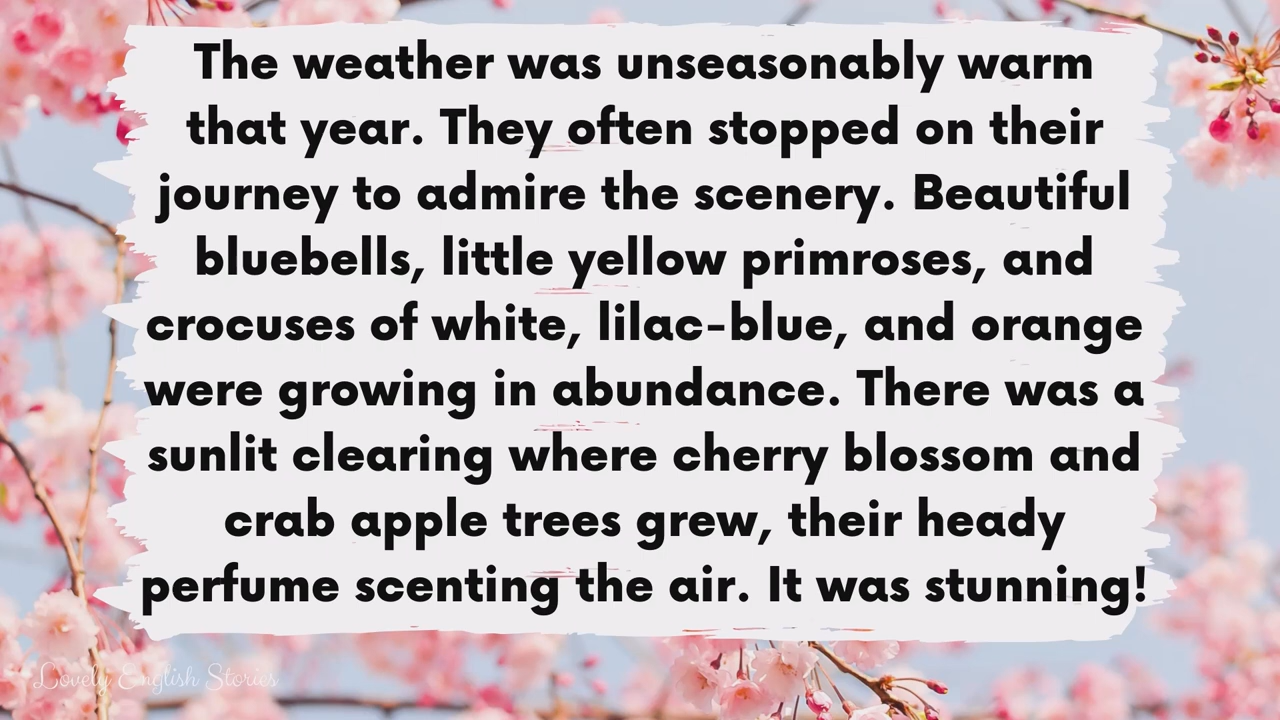 The weather was unseasonably warm
that year. They often stopped on their
journey to admire the scenery. Beautiful
bluebells, little yellow primroses, and
crocuses of white, lilac-blue, and orange
were growing in abundance. There was a
sunlit clearing where cherry blossom and
crab apple trees grew, their heady
perfume scenting the air. It was stunning!
Lovely English Stories